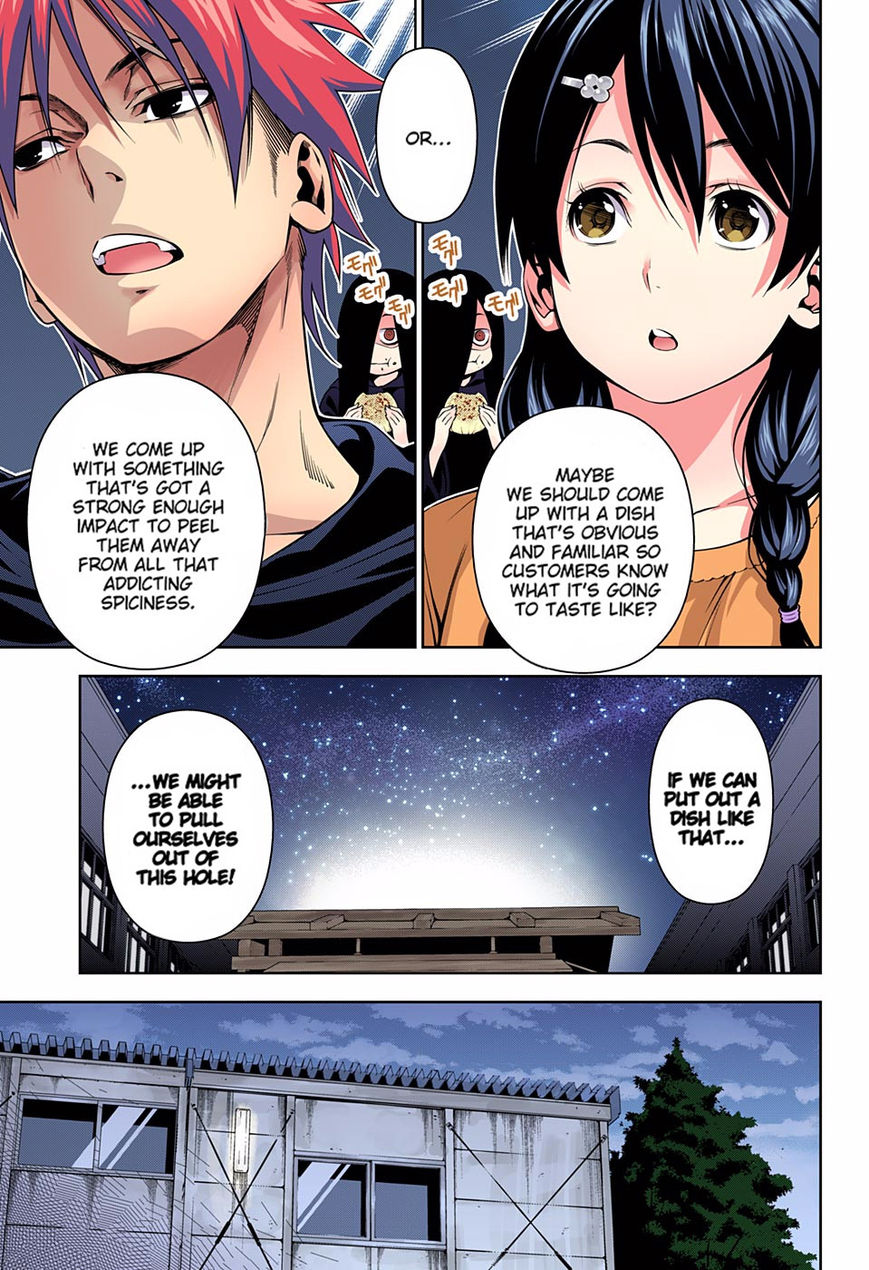 MAYBE
WE SHOULD COME
UP WITH A DISH
THAT'S OBVIOUS
AND FAMILIAR SO
CUSTOMERS KNOW
WHAT IT'S GOING
TO TASTE LIKE?
モグ
モグ
モグ
OR...
WE COME UP
WITH SOMETHING
THAT'S GOT A
STRONG ENOUGH
IMPACT TO PEEL
THEM AWAY
FROM ALL THAT
ADDICTING
SPICINESS.
モグ
モグ
モグ
IF WE CAN
PUT OUT A
DISH LIKE
THAT...
...WE MIGHT
BE ABLE
TO PULL
OURSELVES
OUT OF
THIS HOLE!